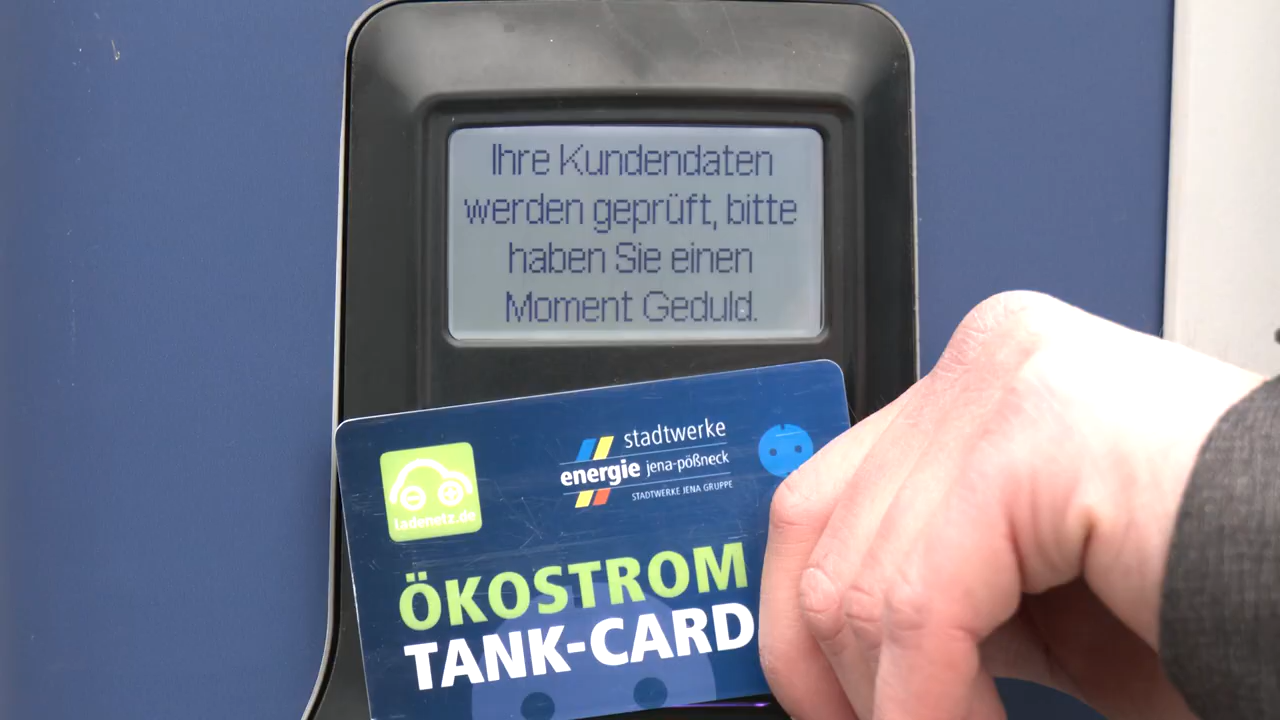 Ihre Kundendaten
werden geprüft, bitte
haben Sie einen
Moment Geduld.
stadtwerke
energie jena-pößneck
STADTWERKE JENA GRUPPE
ladenetz.de
ÖKOSTROM
TANK-CARD